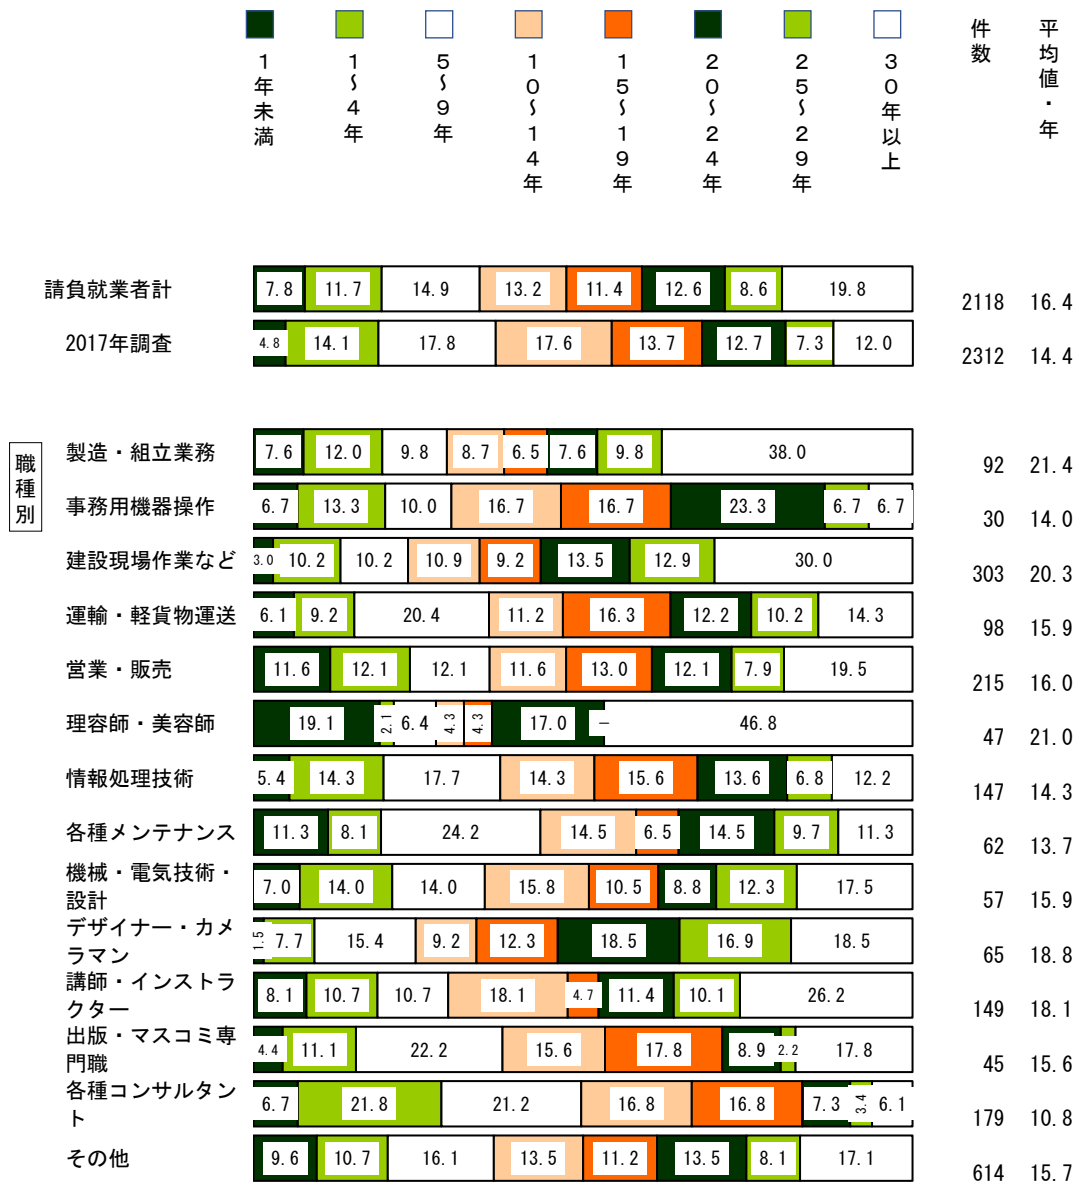 1年未満
1～4年
5～9年
10～14年
15～19年
20～24年
25～29年
30年以上
件数
平均値・年
請負就業者計 7.8 11.7 14.9 13.2 11.4 12.6 8.6 19.8 2118 16.4
2017年調査 4.8 14.1 17.8 17.6 13.7 12.7 7.3 12.0 2312 14.4
職種別
製造・組立業務 7.6 12.0 9.8 8.7 6.5 7.6 9.8 38.0 92 21.4
事務用機器操作 6.7 13.3 10.0 16.7 16.7 23.3 6.7 6.7 30 14.0
建設現場作業など 3.0 10.2 10.2 10.9 9.2 13.5 12.9 30.0 303 20.3
運輸・軽貨物運送 6.1 9.2 20.4 11.2 16.3 12.2 10.2 14.3 98 15.9
営業・販売 11.6 12.1 12.1 11.6 13.0 12.1 7.9 19.5 215 16.0
理容師・美容師 19.1 2.1 6.4 4.3 4.3 17.0 － 46.8 47 21.0
情報処理技術 5.4 14.3 17.7 14.3 15.6 13.6 6.8 12.2 147 14.3
各種メンテナンス 11.3 8.1 24.2 14.5 6.5 14.5 9.7 11.3 62 13.7
機械・電気技術・
設計 7.0 14.0 14.0 15.8 10.5 8.8 12.3 17.5 57 15.9
デザイナー・カメ
ラマン 1.5 7.7 15.4 9.2 12.3 18.5 16.9 18.5 65 18.8
講師・インストラ
クター 8.1 10.7 10.7 18.1 4.7 11.4 10.1 26.2 149 18.1
出版・マスコミ専
門職 4.4 11.1 22.2 15.6 17.8 8.9 2.2 17.8 45 15.6
各種コンサルタン
ト 6.7 21.8 21.2 16.8 16.8 7.3 3.4 6.1 179 10.8
その他 9.6 10.7 16.1 13.5 11.2 13.5 8.1 17.1 614 15.7